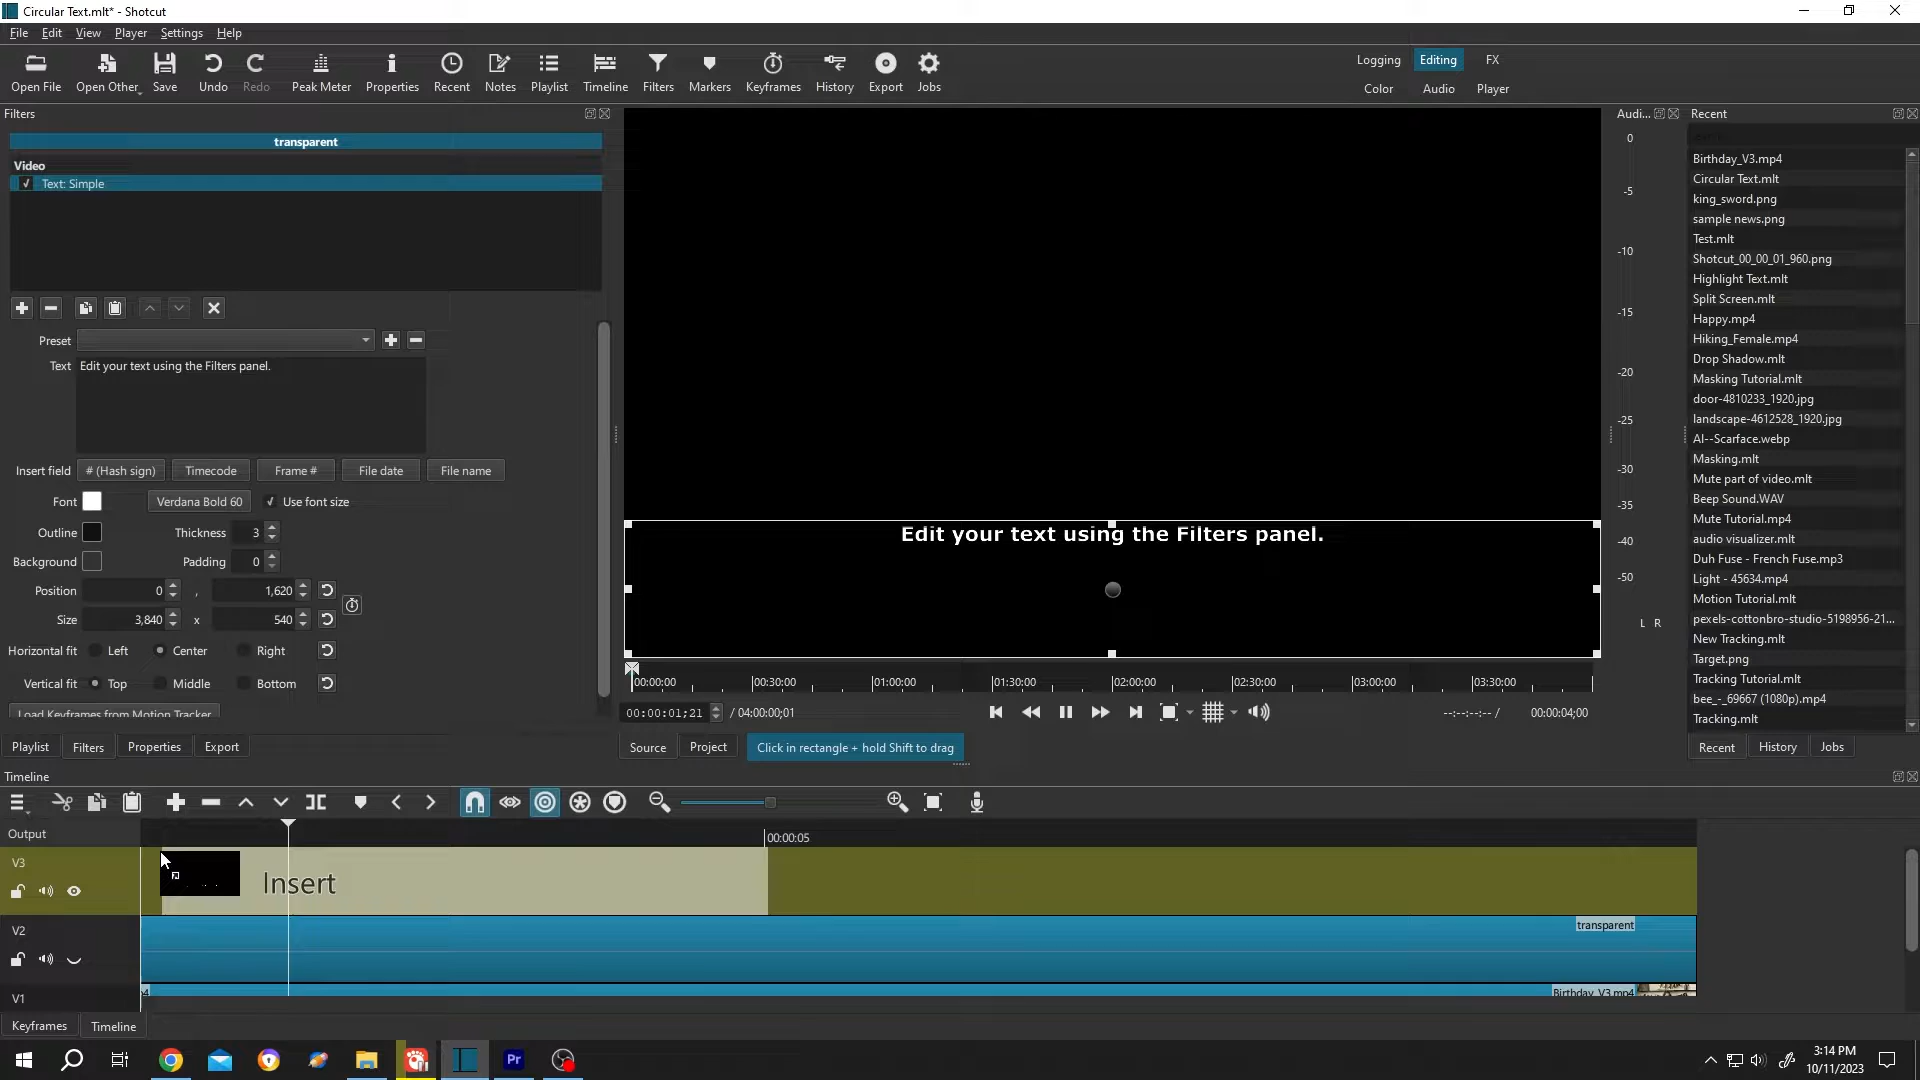 Circular Text.mlt* - Shotcut
File Edit View Player Settings Help
Open File Open Other Save Undo Redo Peak Meter Properties Recent Notes Playlist Timeline Filters Markers Keyframes History Export Jobs
Logging Editing FX
Color Audio Player
Filters
transparent
Video
Text: Simple
Preset
Text Edit your text using the Filters panel.
Insert field # (Hash sign) Timecode Frame # File date File name
Font Verdana Bold 60 Use font size
Outline Thickness 3
Background Padding 0
Position 0 , 1,620
Size 3,840 x 540
Horizontal fit Left Center Right
Vertical fit Top Middle Bottom
Load Keyframes from Motion Tracker
Playlist Filters Properties Export
Edit your text using the Filters panel.
00:00:00 00:30:00 01:00:00 01:30:00 02:00:00 02:30:00 03:00:00 03:30:00
00:00:01;21 / 04:00:00;01
--:--:--:-- / 00:00:04;00
Source Project Click in rectangle + hold Shift to drag
Audi...
0
-5
-10
-15
-20
-25
-30
-35
-40
-50
L R
Recent
Birthday_V3.mp4
Circular Text.mlt
king_sword.png
sample news.png
Test.mlt
Shotcut_00_00_01_960.png
Highlight Text.mlt
Split Screen.mlt
Happy.mp4
Hiking_Female.mp4
Drop Shadow.mlt
Masking Tutorial.mlt
door-4810233_1920.jpg
landscape-4612528_1920.jpg
AI--Scarface.webp
Masking.mlt
Mute part of video.mlt
Beep Sound.WAV
Mute Tutorial.mp4
audio visualizer.mlt
Duh Fuse - French Fuse.mp3
Light - 45634.mp4
Motion Tutorial.mlt
pexels-cottonbro-studio-5198956-21...
New Tracking.mlt
Target.png
Tracking Tutorial.mlt
bee_-_69667 (1080p).mp4
Tracking.mlt
Recent History Jobs
Timeline
Output
00:00:05
V3
Insert
V2
transparent
V1
Birthday_V3.mp4
Keyframes Timeline
Pr
3:14 PM
10/11/2023